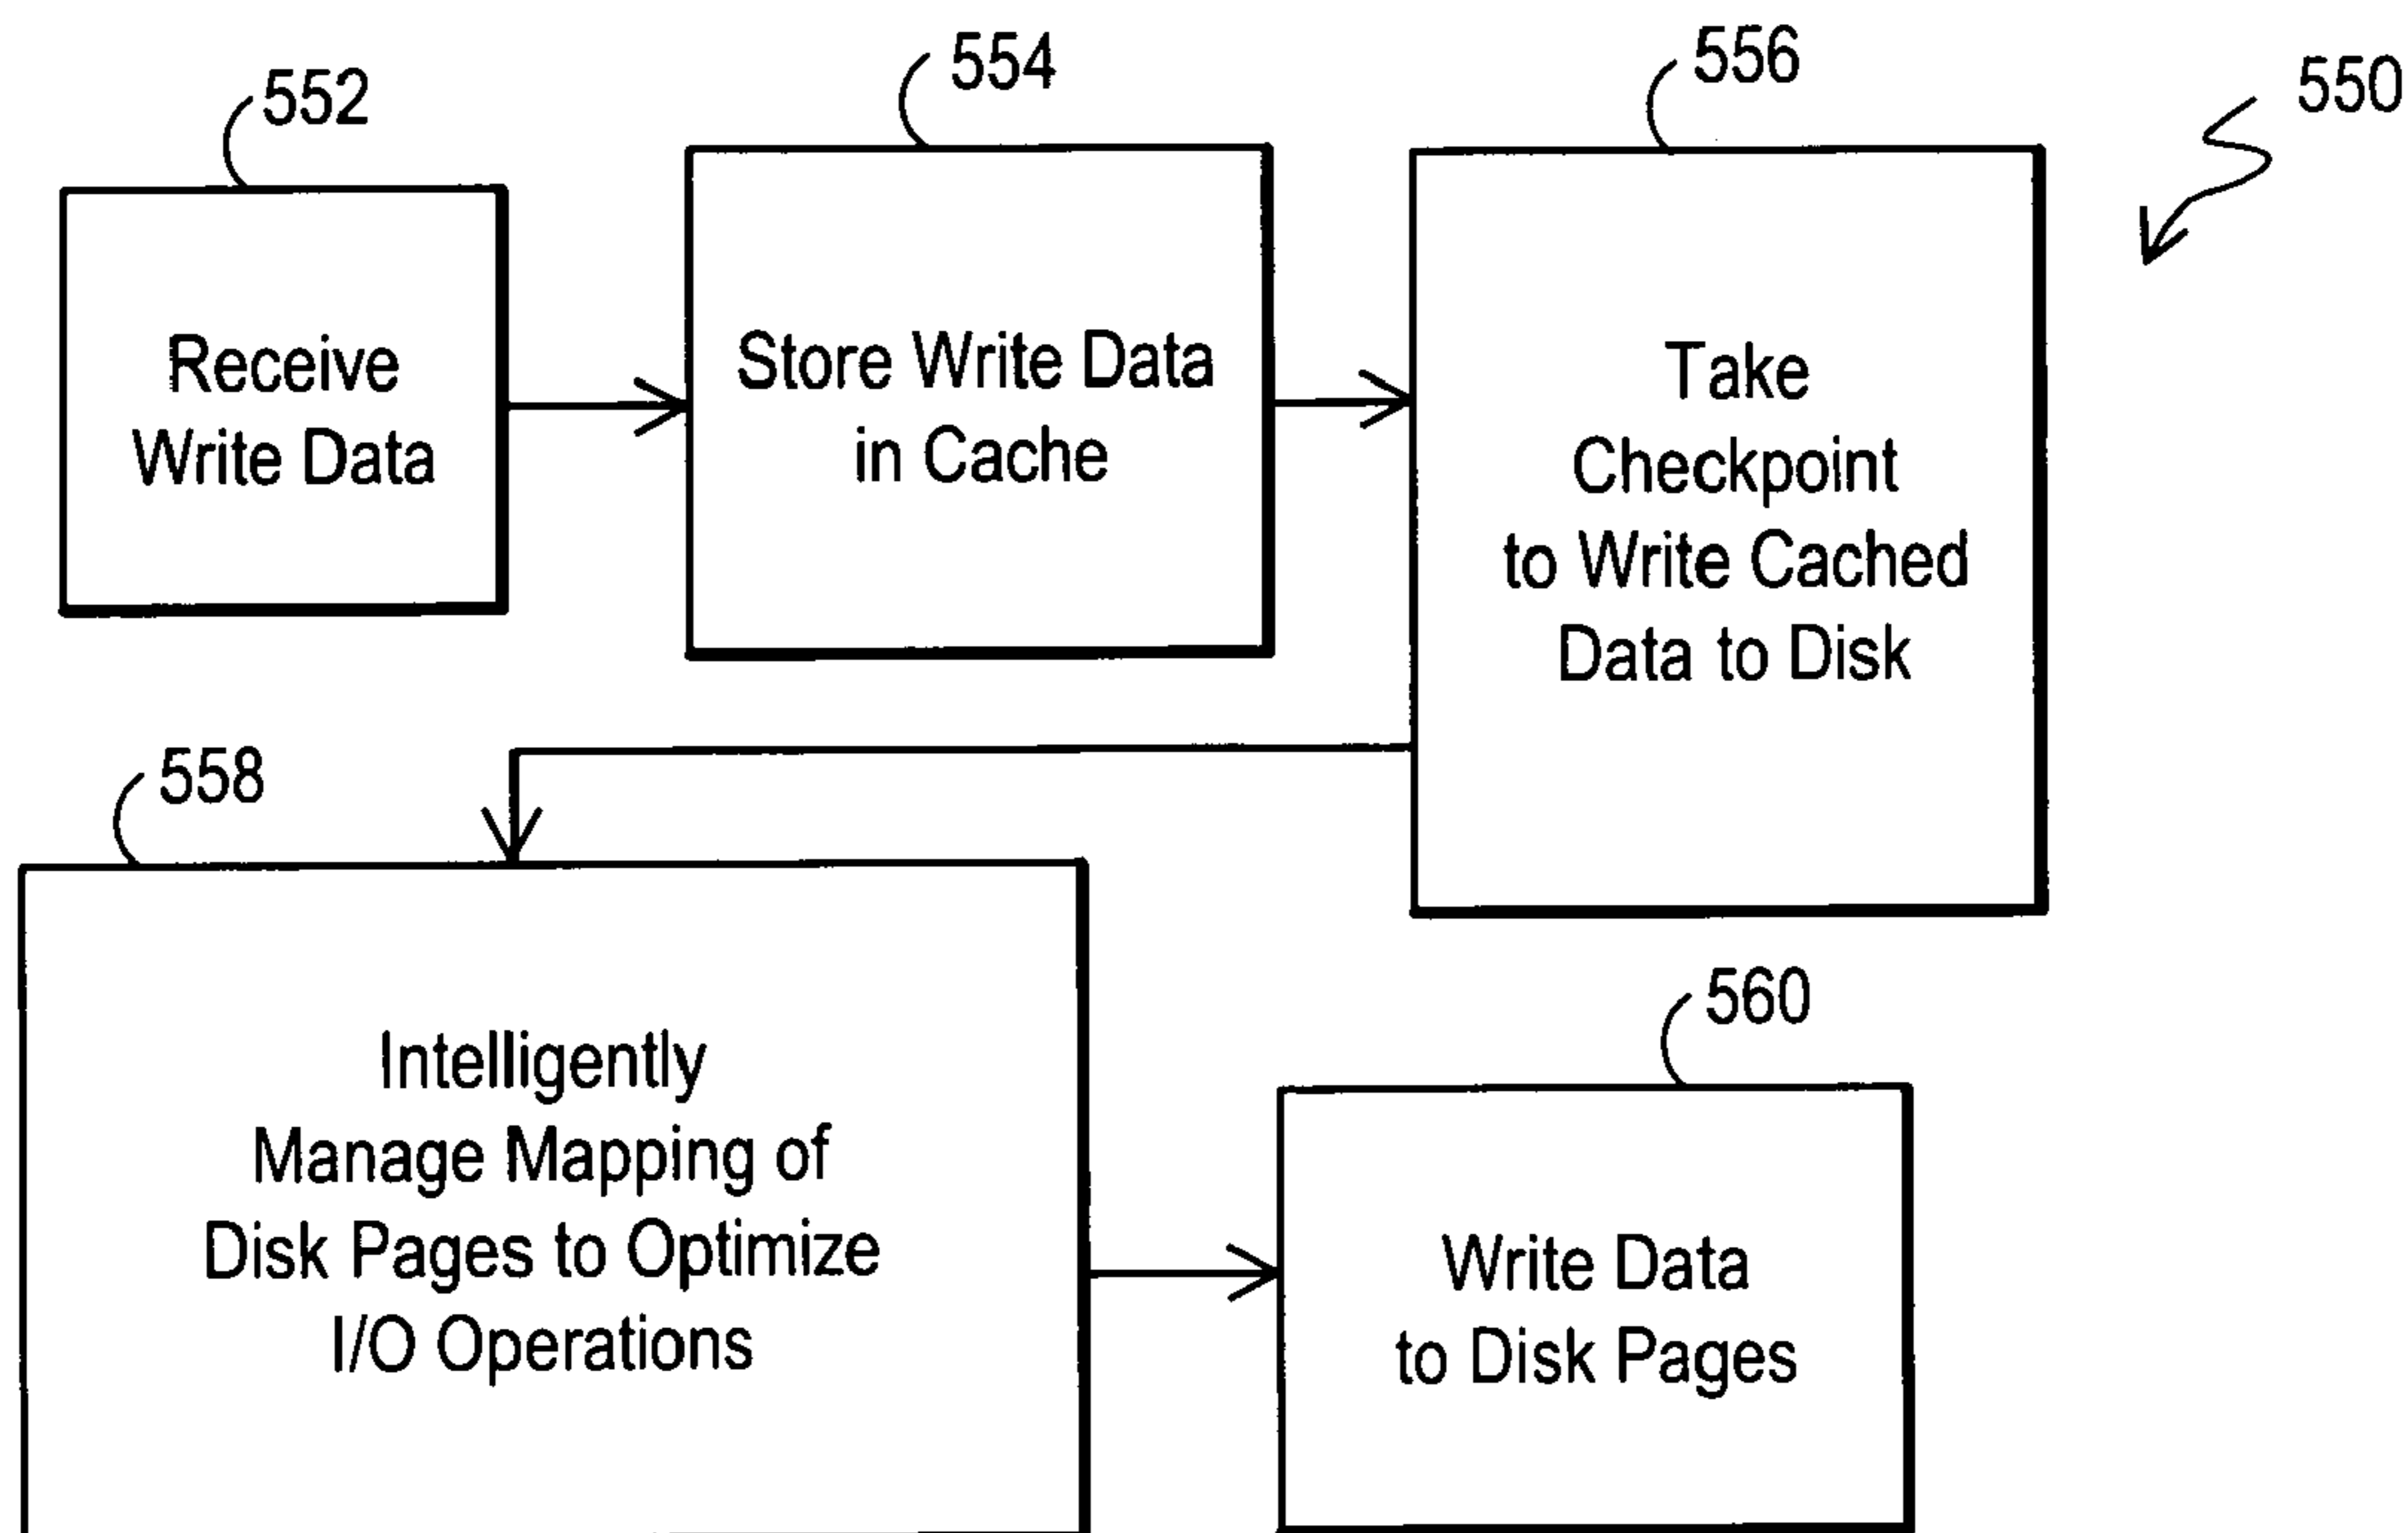 552
554
556
550
Receive
Write Data
Store Write Data
in Cache
Take
Checkpoint
to Write Cached
Data to Disk
558
Intelligently
Manage Mapping of
Disk Pages to Optimize
I/O Operations
560
Write Data
to Disk Pages